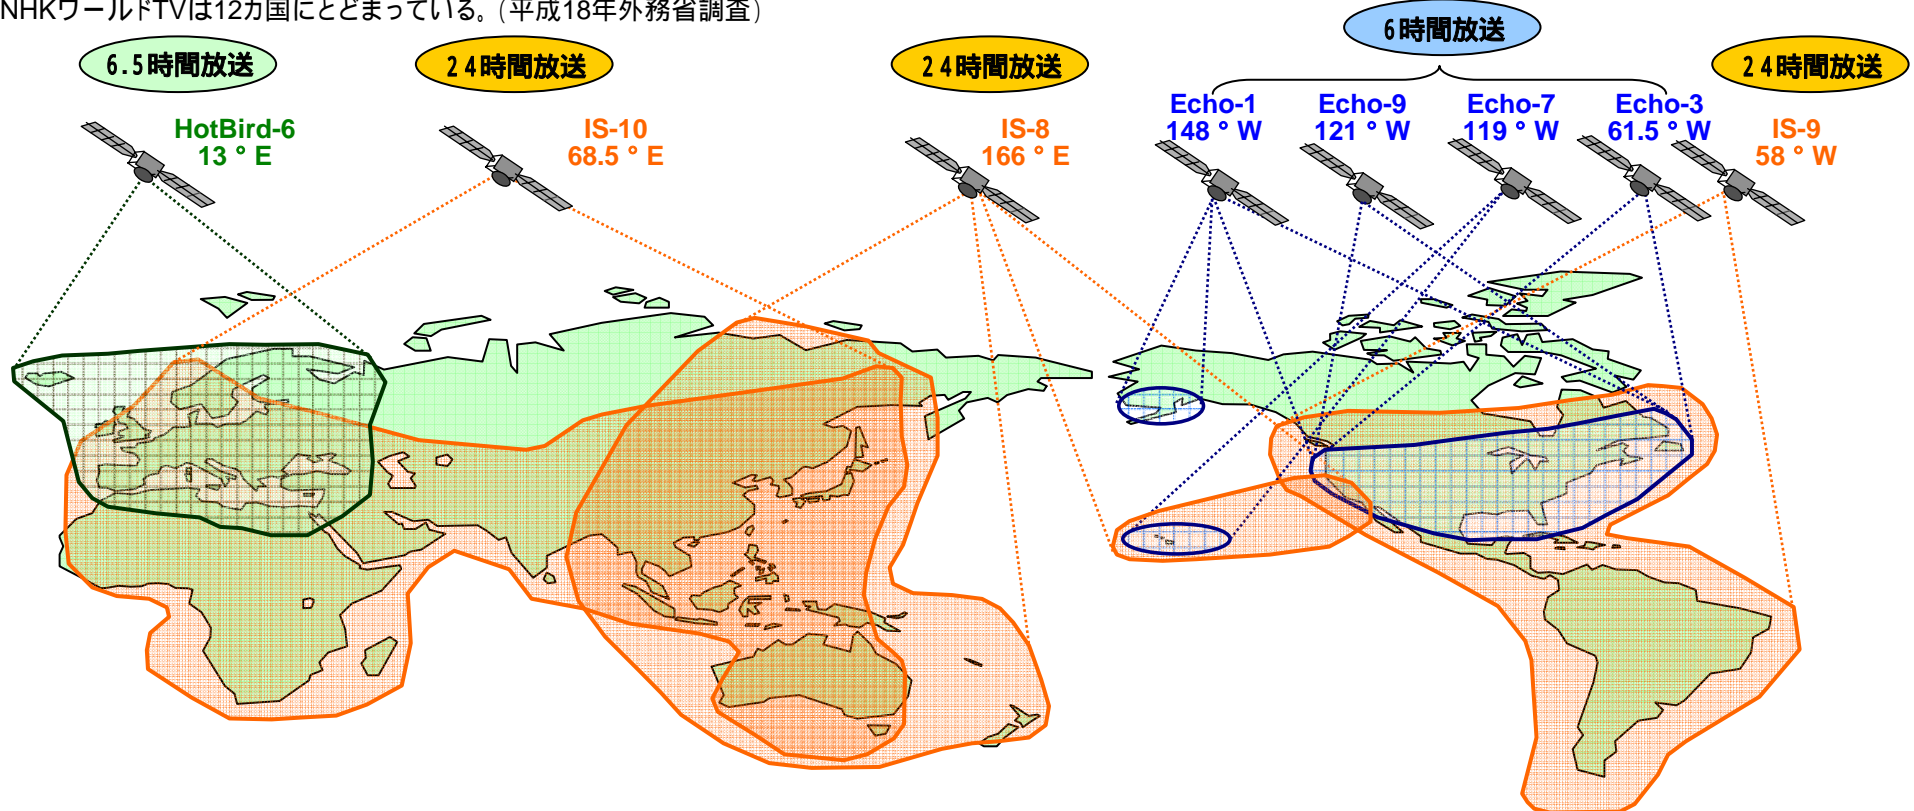 NHKワールドTVは12カ国にとどまっている。(平成18年外務省調査)
6.5時間放送
24時間放送
24時間放送
6時間放送
24時間放送
HotBird-6
13 ° E
IS-10
68.5 ° E
IS-8
166 ° E
Echo-1
148 ° W
Echo-9
121 ° W
Echo-7
119 ° W
Echo-3
61.5 ° W
IS-9
58 ° W